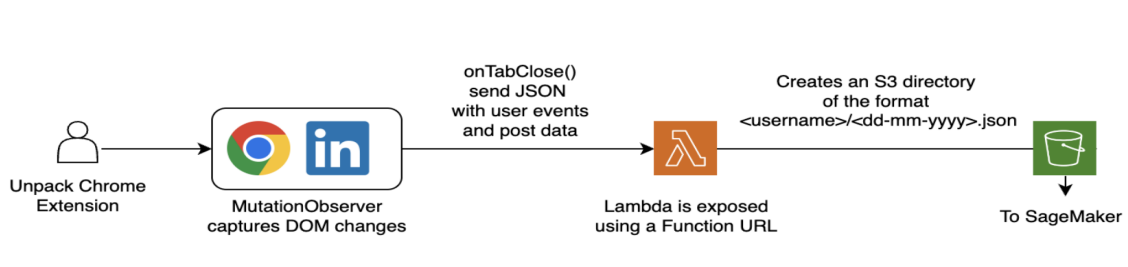 Unpack Chrome
Extension
in
MutationObserver
captures DOM changes
onTabClose()
send JSON
with user events
and post data
Lambda is exposed
using a Function URL
Creates an S3 directory
of the format
<username>/<dd-mm-yyyy>.json
To SageMaker